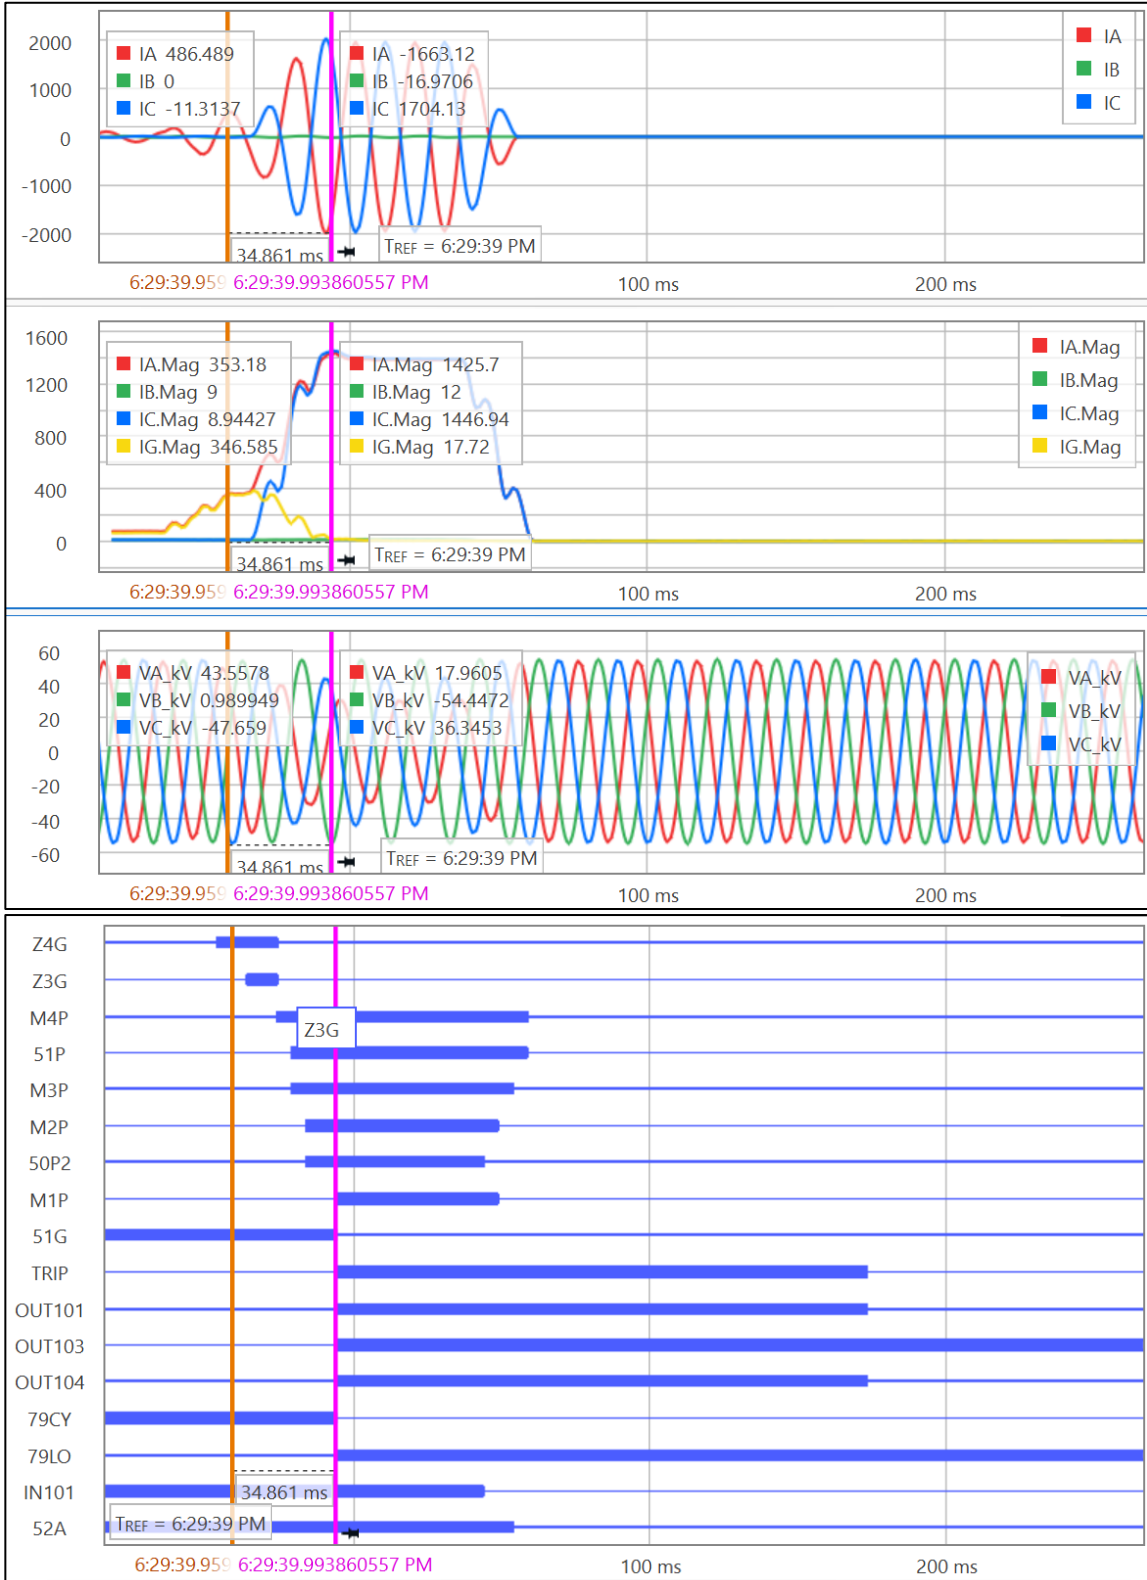 2000
1000
0
-1000
-2000
IA 486.489
IB 0
IC -11.3137
IA -1663.12
IB -16.9706
IC 1704.13
IA
IB
IC
34.861 ms
TREF = 6:29:39 PM
6:29:39.959 6:29:39.993860557 PM
100 ms
200 ms
1600
1200
800
400
0
IA.Mag 353.18
IB.Mag 9
IC.Mag 8.94427
IG.Mag 346.585
IA.Mag 1425.7
IB.Mag 12
IC.Mag 1446.94
IG.Mag 17.72
IA.Mag
IB.Mag
IC.Mag
IG.Mag
34.861 ms
TREF = 6:29:39 PM
6:29:39.959 6:29:39.993860557 PM
100 ms
200 ms
60
40
20
0
-20
-40
-60
VA_kV 43.5578
VB_kV 0.989949
VC_kV -47.659
VA_kV 17.9605
VB_kV -54.4472
VC_kV 36.3453
VA_kV
VB_kV
VC_kV
34.861 ms
TREF = 6:29:39 PM
6:29:39.959 6:29:39.993860557 PM
100 ms
200 ms
Z4G
Z3G
M4P
Z3G
51P
M3P
M2P
50P2
M1P
51G
TRIP
OUT101
OUT103
OUT104
79CY
79LO
IN101
34.861 ms
52A
TREF = 6:29:39 PM
6:29:39.959 6:29:39.993860557 PM
100 ms
200 ms